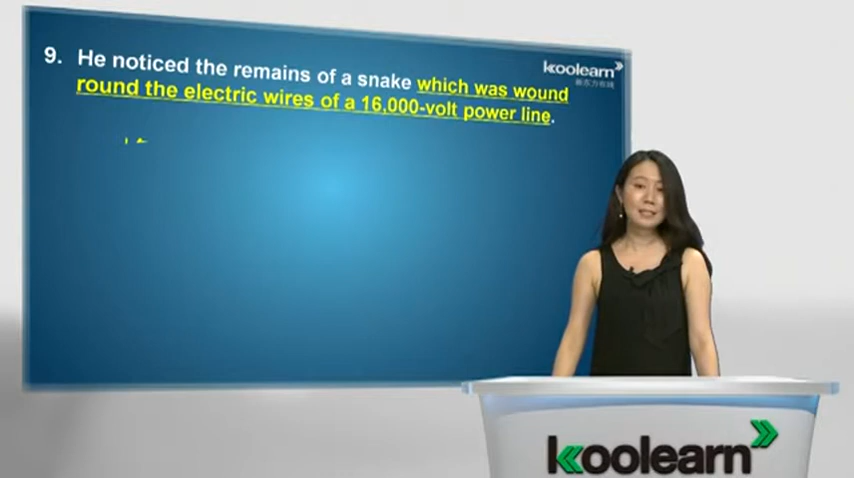 9. He noticed the remains of a snake which was wound
round the electric wires of a 16,000-volt power line.
koolearn
新东方在线
koolearn